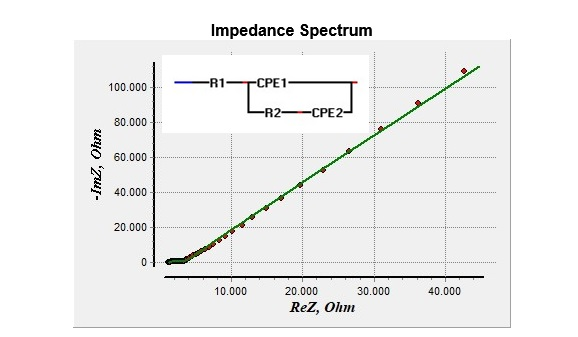 Impedance Spectrum
R1 CPE1
R2 CPE2
100.000
80.000
60.000
40.000
20.000
0
-ImZ, Ohm
10.000 20.000 30.000 40.000
ReZ, Ohm